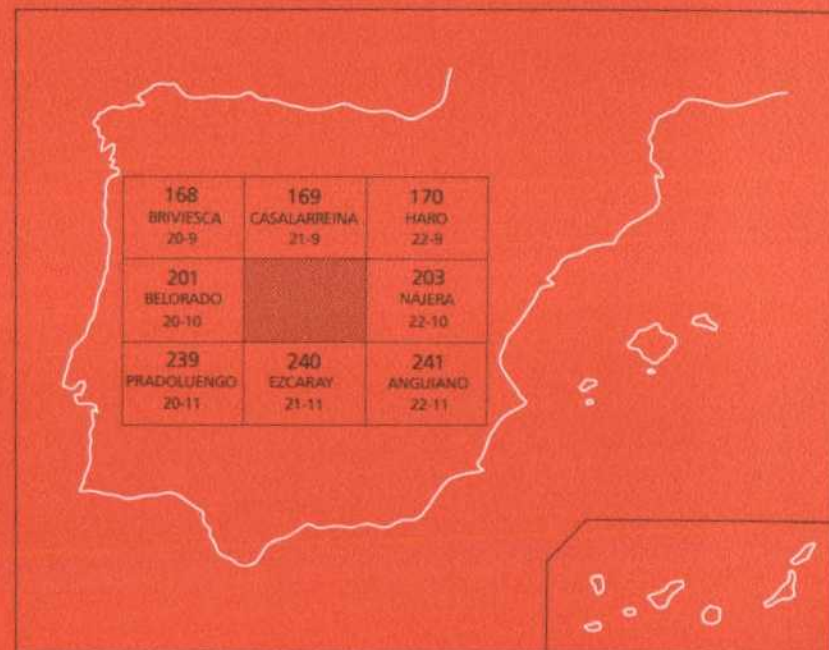 168
BRIVIESCA
20-9
169
CASALARREINA
21-9
170
HARO
22-9
201
BELORADO
20-10
203
NAJERA
22-10
239
PRADOLUENGO
20-11
240
EZCARAY
21-11
241
ANGUIANO
22-11